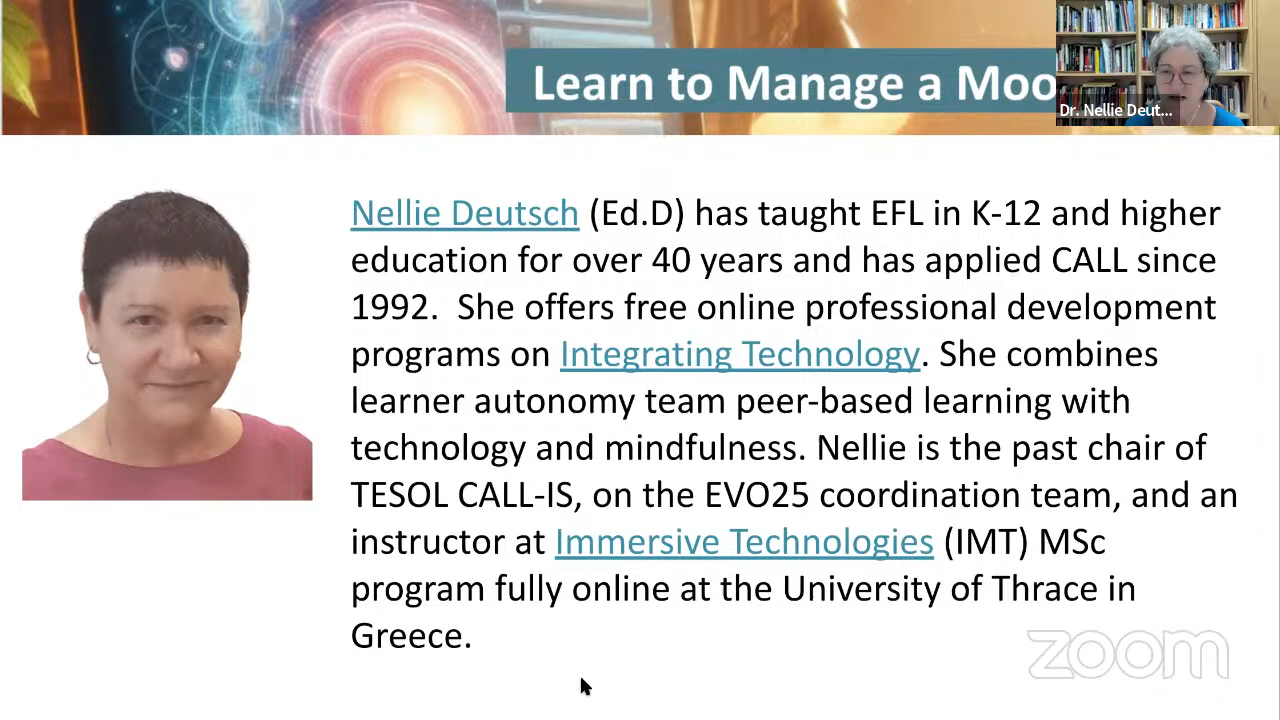 Learn to Manage a Moo
Dr. Nellie Deut...
Nellie Deutsch (Ed.D) has taught EFL in K-12 and higher
education for over 40 years and has applied CALL since
1992.  She offers free online professional development
programs on Integrating Technology. She combines
learner autonomy team peer-based learning with
technology and mindfulness. Nellie is the past chair of
TESOL CALL-IS, on the EVO25 coordination team, and an
instructor at Immersive Technologies (IMT) MSc
program fully online at the University of Thrace in
Greece.
zoom